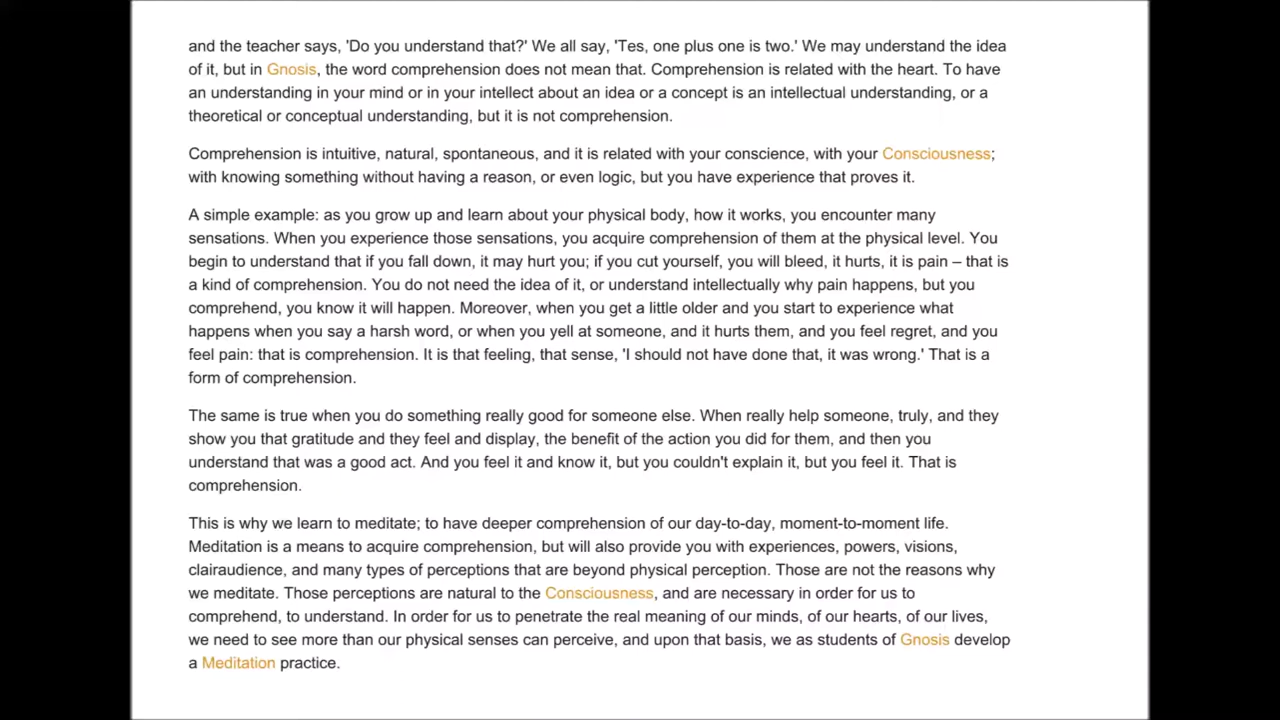 and the teacher says, 'Do you understand that?' We all say, 'Tes, one plus one is two.' We may understand the idea
of it, but in Gnosis, the word comprehension does not mean that. Comprehension is related with the heart. To have
an understanding in your mind or in your intellect about an idea or a concept is an intellectual understanding, or a
theoretical or conceptual understanding, but it is not comprehension.
Comprehension is intuitive, natural, spontaneous, and it is related with your conscience, with your Consciousness;
with knowing something without having a reason, or even logic, but you have experience that proves it.
A simple example: as you grow up and learn about your physical body, how it works, you encounter many
sensations. When you experience those sensations, you acquire comprehension of them at the physical level. You
begin to understand that if you fall down, it may hurt you; if you cut yourself, you will bleed, it hurts, it is pain – that is
a kind of comprehension. You do not need the idea of it, or understand intellectually why pain happens, but you
comprehend, you know it will happen. Moreover, when you get a little older and you start to experience what
happens when you say a harsh word, or when you yell at someone, and it hurts them, and you feel regret, and you
feel pain: that is comprehension. It is that feeling, that sense, 'I should not have done that, it was wrong.' That is a
form of comprehension.
The same is true when you do something really good for someone else. When really help someone, truly, and they
show you that gratitude and they feel and display, the benefit of the action you did for them, and then you
understand that was a good act. And you feel it and know it, but you couldn't explain it, but you feel it. That is
comprehension.
This is why we learn to meditate; to have deeper comprehension of our day-to-day, moment-to-moment life.
Meditation is a means to acquire comprehension, but will also provide you with experiences, powers, visions,
clairaudience, and many types of perceptions that are beyond physical perception. Those are not the reasons why
we meditate. Those perceptions are natural to the Consciousness, and are necessary in order for us to
comprehend, to understand. In order for us to penetrate the real meaning of our minds, of our hearts, of our lives,
we need to see more than our physical senses can perceive, and upon that basis, we as students of Gnosis develop
a Meditation practice.